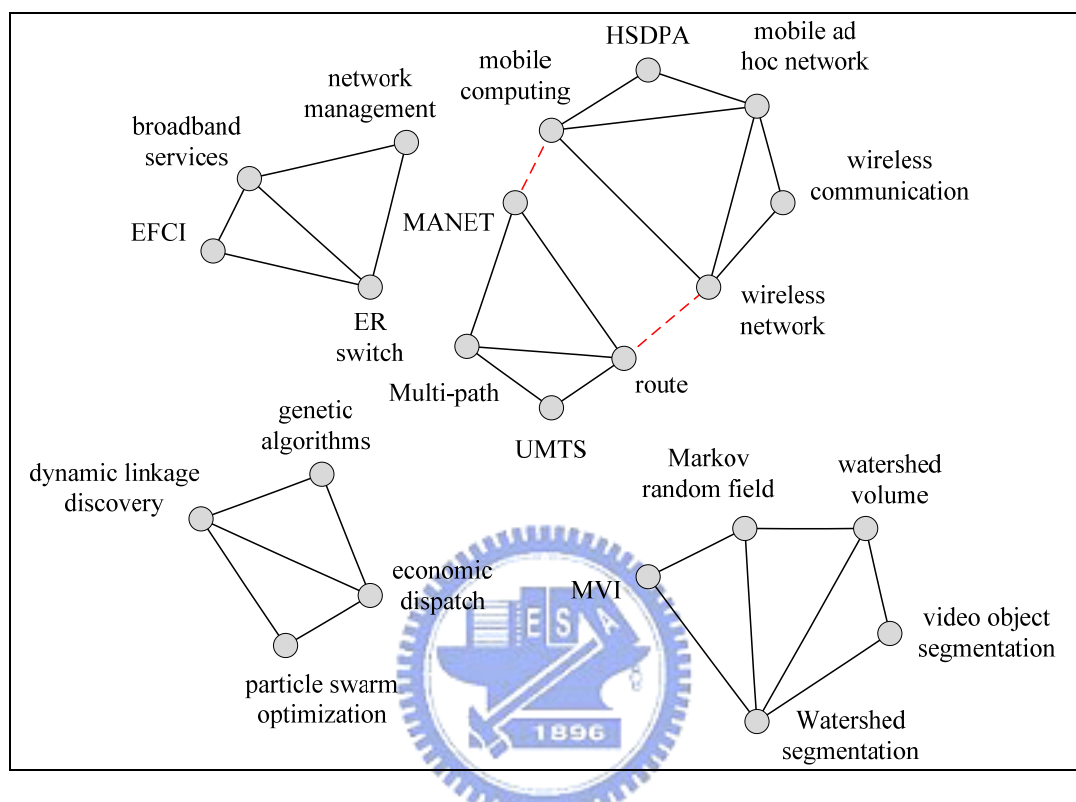 HSDPA
mobile ad
hoc network
mobile
computing
network
management
broadband
services
wireless
communication
MANET
EFCI
wireless
network
ER
switch
Multi-path
route
UMTS
genetic
algorithms
dynamic linkage
discovery
Markov
random field
watershed
volume
economic
dispatch
MVI
video object
segmentation
particle swarm
optimization
Watershed
segmentation
E S A
1896